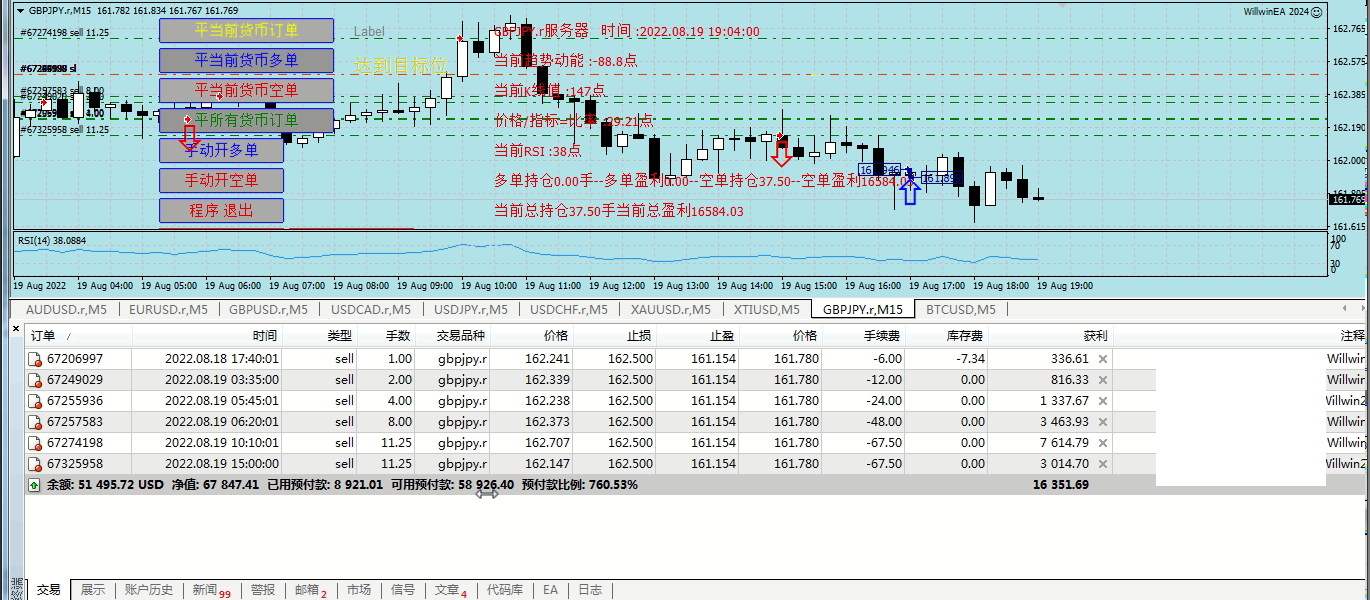 GBPJPY.r,M15 161.782 161.834 161.767 161.769
WillwinEA 2024
平当前货币订单
平当前货币多单
平当前货币空单
平所有货币订单
手动开多单
手动开空单
程序 退出
Label
达到目标位
GBPJPY.r服务器 时间 :2022.08.19 19:04:00
当前趋势动能 :-88.8点
当前K线值 :147点
价格/指标=比率 :29.21点
当前RSI :38点
多单持仓0.00手--多单盈利0.00--空单持仓37.50--空单盈利16584.03
当前总持仓37.50手当前总盈利16584.03
#67274198 sell 11.25
#67257583 sell 8.00
#67325958 sell 11.25
162.765
162.575
162.385
162.190
162.000
161.769
161.615
RSI(14) 38.0884
100
70
30
0
19 Aug 2022 19 Aug 04:00 19 Aug 05:00 19 Aug 06:00 19 Aug 07:00 19 Aug 08:00 19 Aug 09:00 19 Aug 10:00 19 Aug 11:00 19 Aug 12:00 19 Aug 13:00 19 Aug 14:00 19 Aug 15:00 19 Aug 16:00 19 Aug 17:00 19 Aug 18:00 19 Aug 19:00
AUDUSD.r,M5 EURUSD.r,M5 GBPUSD.r,M5 USDCAD.r,M5 USDJPY.r,M5 USDCHF.r,M5 XAUUSD.r,M5 XTIUSD,M5 GBPJPY.r,M15 BTCUSD,M5
订单 / 时间 类型 手数 交易品种 价格 止损 止盈 价格 手续费 库存费 获利 注释
67206997 2022.08.18 17:40:01 sell 1.00 gbpjpy.r 162.241 162.500 161.154 161.780 -6.00 -7.34 336.61 Willwin
67249029 2022.08.19 03:35:00 sell 2.00 gbpjpy.r 162.339 162.500 161.154 161.780 -12.00 0.00 816.33 Willwin
67255936 2022.08.19 05:45:01 sell 4.00 gbpjpy.r 162.238 162.500 161.154 161.780 -24.00 0.00 1 337.67 Willwin2
67257583 2022.08.19 06:20:01 sell 8.00 gbpjpy.r 162.373 162.500 161.154 161.780 -48.00 0.00 3 463.93 Willwin
67274198 2022.08.19 10:10:01 sell 11.25 gbpjpy.r 162.707 162.500 161.154 161.780 -67.50 0.00 7 614.79 Willwin
67325958 2022.08.19 15:00:00 sell 11.25 gbpjpy.r 162.147 162.500 161.154 161.780 -67.50 0.00 3 014.70 Willwin2
余额: 51 495.72 USD 净值: 67 847.41 已用预付款: 8 921.01 可用预付款: 58 926.40 预付款比例: 760.53% 16 351.69
交易 展示 账户历史 新闻99 警报 邮箱2 市场 信号 文章4 代码库 EA 日志